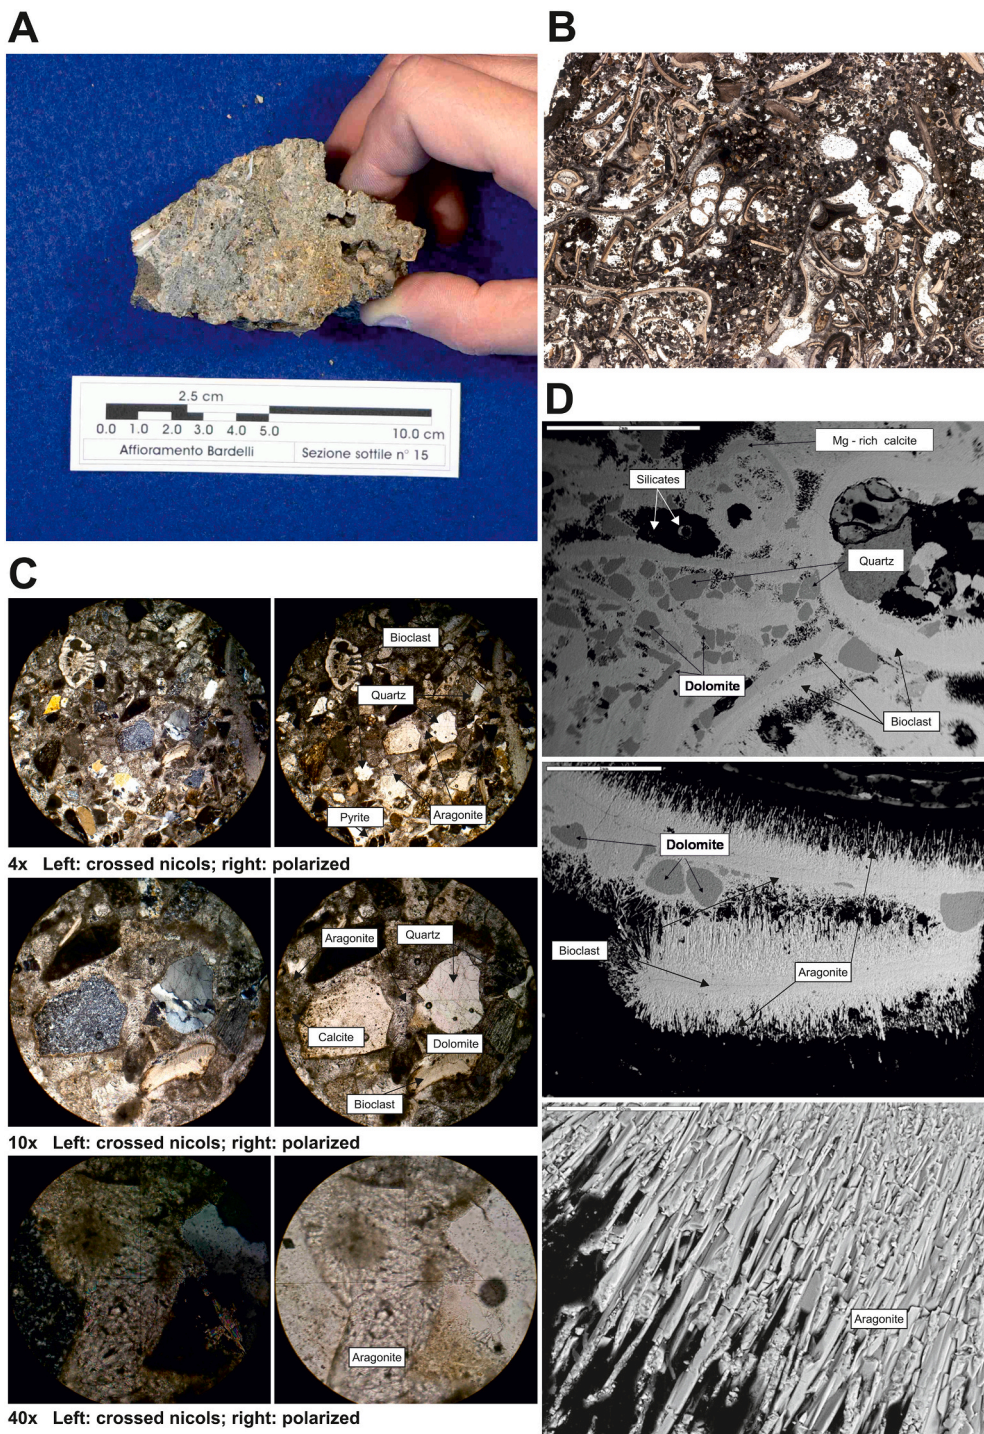 A
2.5 cm
0.0 1.0 2.0 3.0 4.0 5.0 10.0 cm
Affioramento Bardelli Sezione sottile n° 15
B
C
Bioclast
Quartz
Pyrite
Aragonite
4x Left: crossed nicols; right: polarized
Aragonite
Quartz
Calcite
Dolomite
Bioclast
10x Left: crossed nicols; right: polarized
Aragonite
40x Left: crossed nicols; right: polarized
D
Mg - rich calcite
Silicates
Quartz
Dolomite
Bioclast
Dolomite
Bioclast
Aragonite
Aragonite